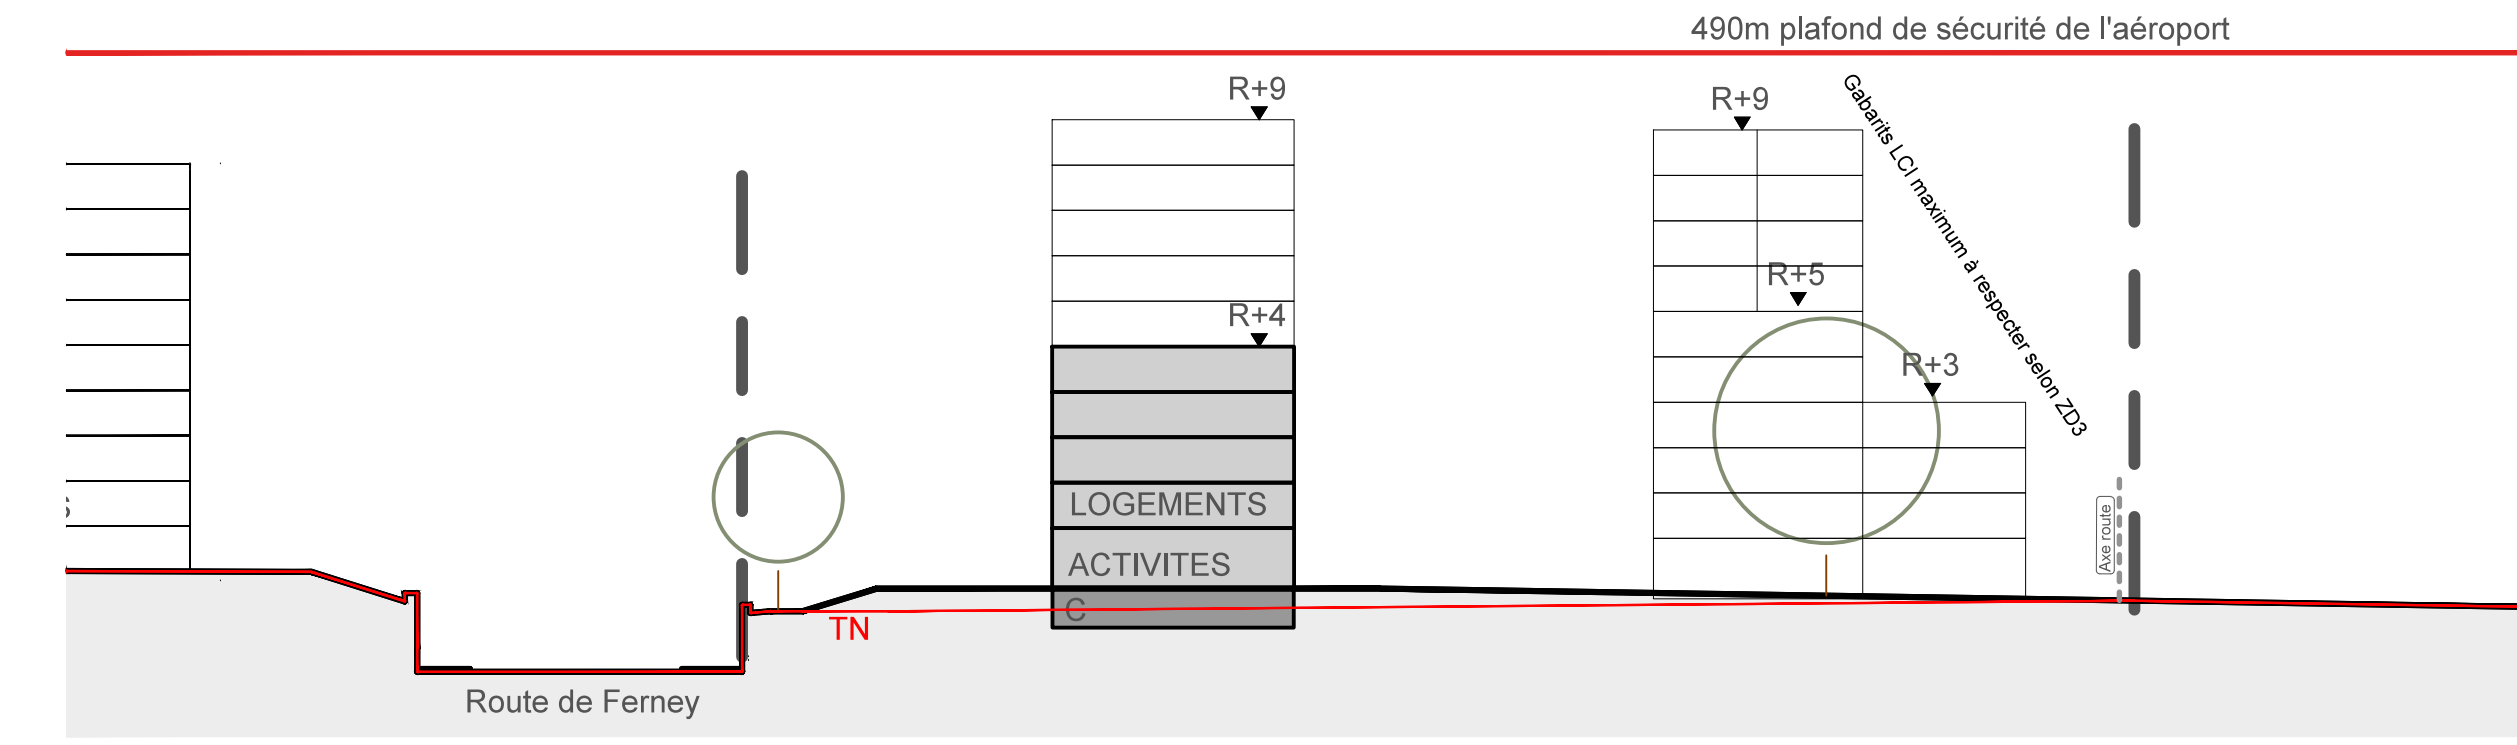 490m plafond de sécurité de l'aéroport
R+9
R+9
Gabarits LCI maximum à respecter selon ZD3
R+5
R+4
R+3
LOGEMENTS
ACTIVITES
Axe route
C
TN
Route de Ferney